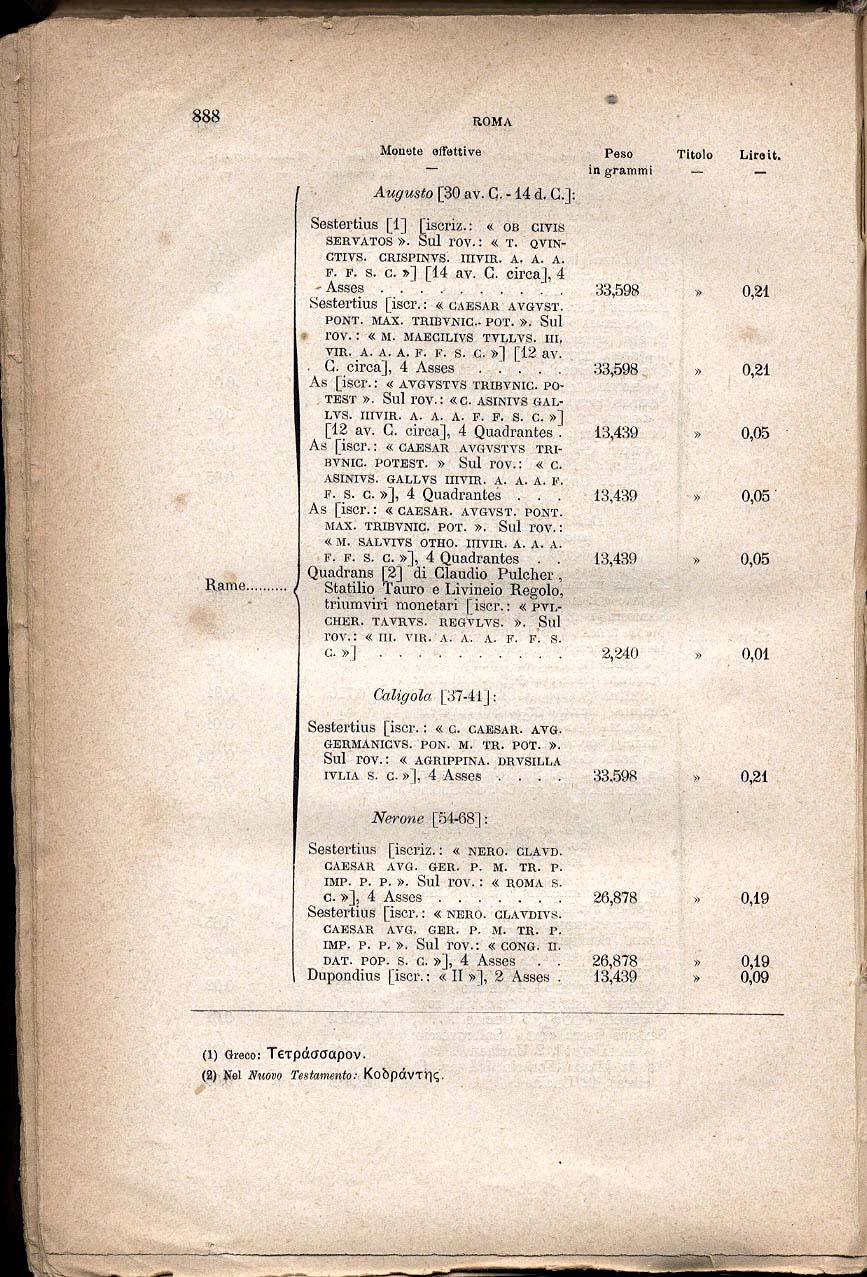 888
ROMA
Monete effettive Peso in grammi Titolo Lire it.
Augusto [30 av. C. - 14 d. C.]:
Sestertius [1] [iscriz.: « OB CIVIS
SERVATOS ». Sul rov.: « T. QVIN-
CTIVS. CRISPINVS. IIIVIR. A. A. A.
F. F. S. C. »] [14 av. C. circa], 4
Asses . . . . . . . . . . 33,598 » 0,21
Sestertius [iscr.: « CAESAR AVGVST.
PONT. MAX. TRIBVNIC. POT. ». Sul
rov.: « M. MAECILIVS TVLLVS. III.
VIR. A. A. A. F. F. S. C. »] [12 av.
C. circa], 4 Asses . . . . . 33,598 » 0,21
As [iscr.: « AVGVSTVS TRIBVNIC. PO-
TEST ». Sul rov.: «C. ASINIVS GAL-
LVS. IIIVIR. A. A. A. F. F. S. C. »]
[12 av. C. circa], 4 Quadrantes . 13,439 » 0,05
As [iscr.: « CAESAR AVGVSTVS TRI-
BVNIC. POTEST. » Sul rov.: « C.
ASINIVS. GALLVS IIIVIR. A. A. A. F.
F. S. C. »], 4 Quadrantes . . . 13,439 » 0,05
As [iscr.: « CAESAR. AVGVST. PONT.
MAX. TRIBVNIC. POT. ». Sul rov.:
« M. SALVIVS OTHO. IIIVIR. A. A. A.
F. F. S. C. »], 4 Quadrantes . . 13,439 » 0,05
Quadrans [2] di Claudio Pulcher,
Rame.......... Statilio Tauro e Livineio Regolo,
triumviri monetari [iscr.: « PVL-
CHER. TAVRVS. REGVLVS. ». Sul
rov.: « III. VIR. A. A. A. F. F. S.
C. »] . . . . . . . . . . 2,240 » 0,01
Caligola [37-41]:
Sestertius [iscr.: « C. CAESAR. AVG.
GERMANICVS. PON. M. TR. POT. ».
Sul rov.: « AGRIPPINA. DRVSILLA
IVLIA S. C. »], 4 Asses . . . . 33.598 » 0,21
Nerone [54-68]:
Sestertius [iscriz.: « NERO. CLAVD.
CAESAR AVG. GER. P. M. TR. P.
IMP. P. P. ». Sul rov.: « ROMA S.
C. »], 4 Asses . . . . . . . 26,878 » 0,19
Sestertius [iscr.: « NERO. CLAVDIVS.
CAESAR AVG. GER. P. M. TR. P.
IMP. P. P. ». Sul rov.: « CONG. II.
DAT. POP. S. C. »], 4 Asses . . 26,878 » 0,19
Dupondius [iscr.: « II »], 2 Asses . 13,439 » 0,09
(1) Greco: Τετράσσαρον.
(2) Nel Nuovo Testamento: Κοδράντης.